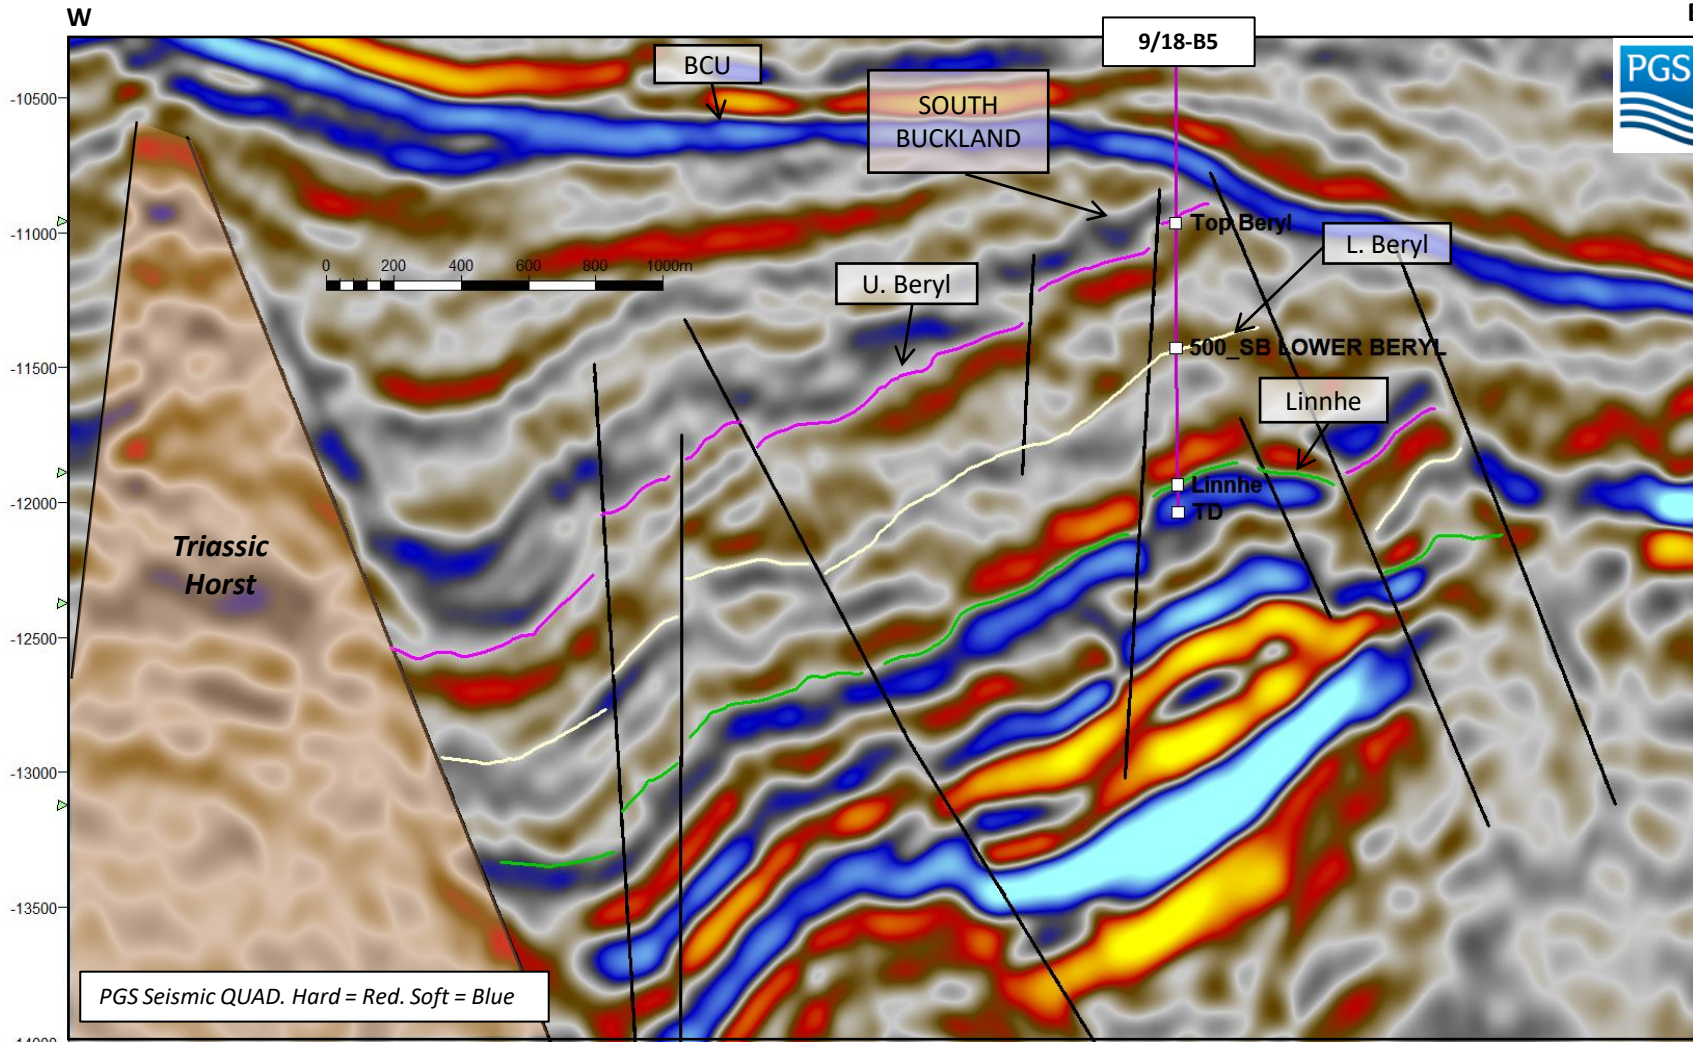 W
9/18-B5
BCU
SOUTH
BUCKLAND
PGS
-10500
-11000
Top Beryl
L. Beryl
0 200 400 600 800 1000m
U. Beryl
-11500
500_SB LOWER BERYL
Linnhe
-12000
Linnhe
TD
Triassic
Horst
-12500
-13000
-13500
PGS Seismic QUAD. Hard = Red. Soft = Blue